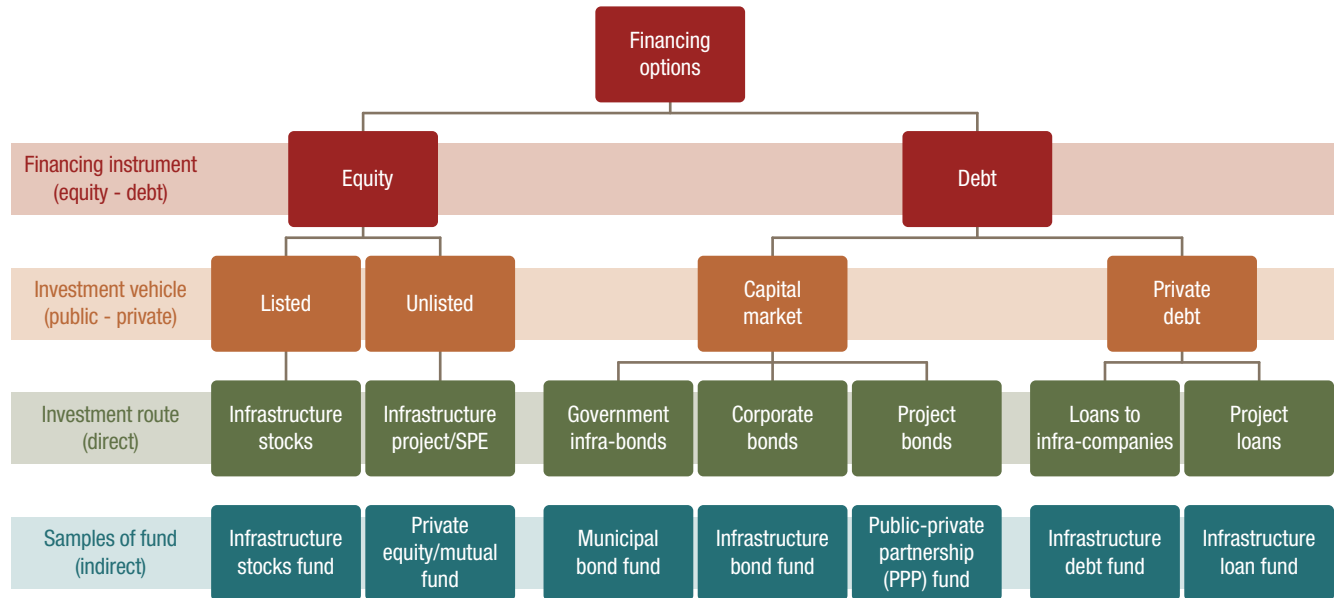 Financing
options
Financing instrument
(equity - debt)
Equity
Debt
Investment vehicle
(public - private)
Listed
Unlisted
Capital
market
Private
debt
Investment route
(direct)
Infrastructure
stocks
Infrastructure
project/SPE
Government
infra-bonds
Corporate
bonds
Project
bonds
Loans to
infra-companies
Project
loans
Samples of fund
(indirect)
Infrastructure
stocks fund
Private
equity/mutual
fund
Municipal
bond fund
Infrastructure
bond fund
Public-private
partnership
(PPP) fund
Infrastructure
debt fund
Infrastructure
loan fund